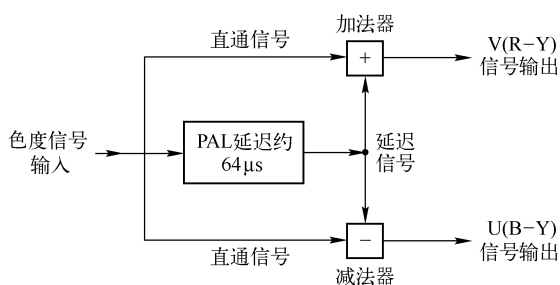 加法器
直通信号
+
V(R−Y)
信号输出
色度信号
输入
PAL延迟约
64μs
延迟
信号
−
U(B−Y)
信号输出
直通信号
减法器